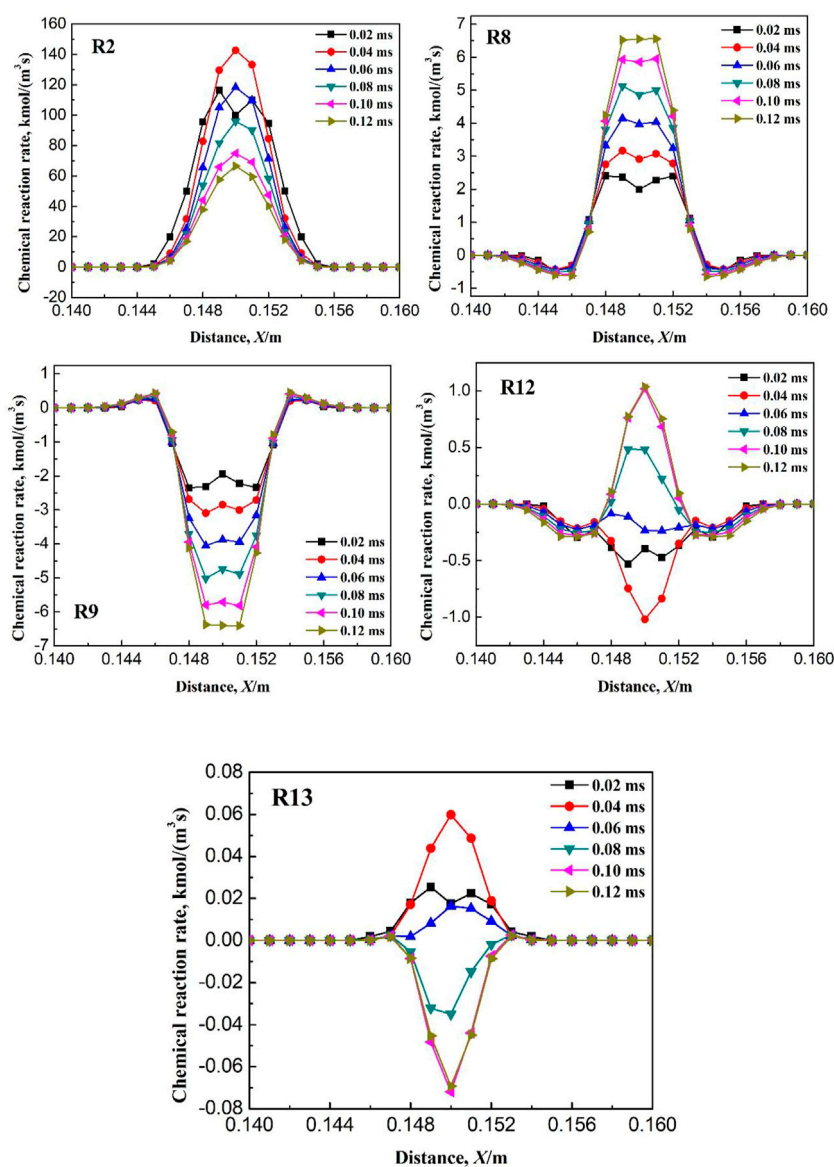 R2
0.02 ms
0.04 ms
0.06 ms
0.08 ms
0.10 ms
0.12 ms
Chemical reaction rate, kmol/(m³s)
160
140
120
100
80
60
40
20
0
-20
0.140 0.144 0.148 0.152 0.156 0.160
Distance, X/m
R8
0.02 ms
0.04 ms
0.06 ms
0.08 ms
0.10 ms
0.12 ms
Chemical reaction rate, kmol/(m³s)
7
6
5
4
3
2
1
0
-1
0.140 0.144 0.148 0.152 0.156 0.160
Distance, X/m
R9
0.02 ms
0.04 ms
0.06 ms
0.08 ms
0.10 ms
0.12 ms
Chemical reaction rate, kmol/(m³s)
1
0
-1
-2
-3
-4
-5
-6
-7
0.140 0.144 0.148 0.152 0.156 0.160
Distance, X/m
R12
0.02 ms
0.04 ms
0.06 ms
0.08 ms
0.10 ms
0.12 ms
Chemical reaction rate, kmol/(m³s)
1.0
0.5
0.0
-0.5
-1.0
0.140 0.144 0.148 0.152 0.156 0.160
Distance, X/m
R13
0.02 ms
0.04 ms
0.06 ms
0.08 ms
0.10 ms
0.12 ms
Chemical reaction rate, kmol/(m³s)
0.08
0.06
0.04
0.02
0.00
-0.02
-0.04
-0.06
-0.08
0.140 0.144 0.148 0.152 0.156 0.160
Distance, X/m